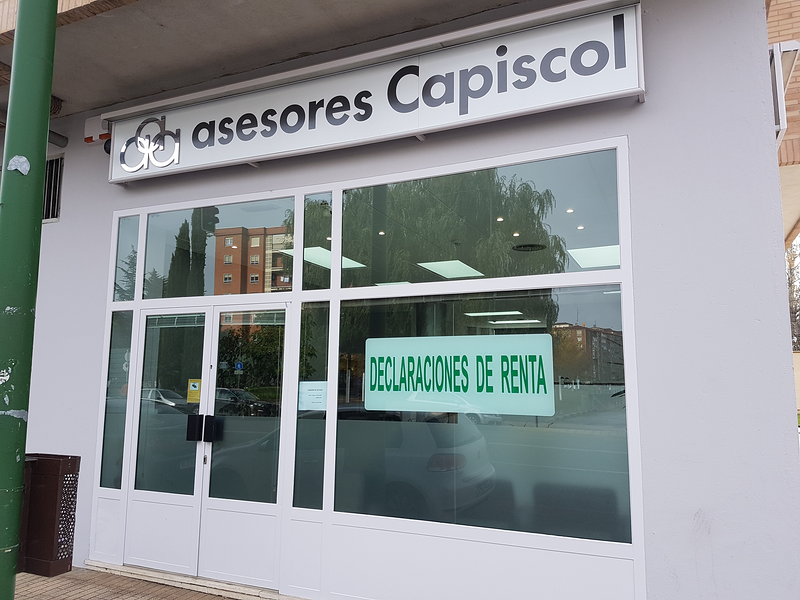 asesores Capiscol
DECLARACIONES DE RENTA